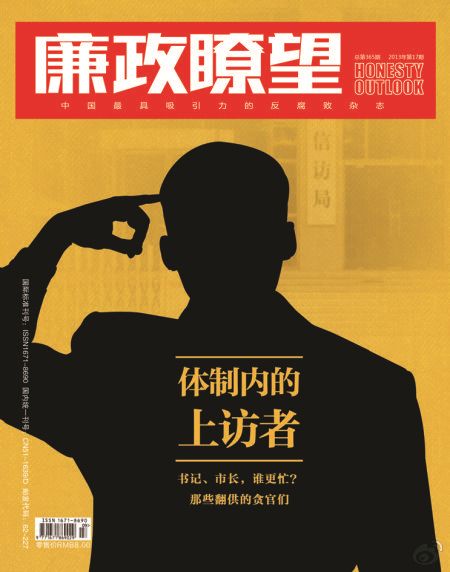 廉政瞭望
总第365期 2013年第17期
HONESTY
OUTLOOK
中国最具吸引力的反腐败杂志
信访局
国际标准刊号：ISSN1671-8690 国内统一刊号：CN51-1639/D 邮发代号：62-227
体制内的
上访者
书记、市长，谁更忙？
那些翻供的贪官们
ISSN 1671-8690
零售价RMB8.00